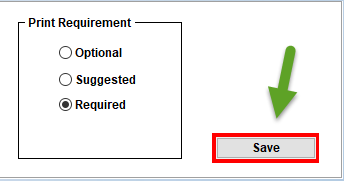 Print Requirement
Optional
Suggested
Required
Save